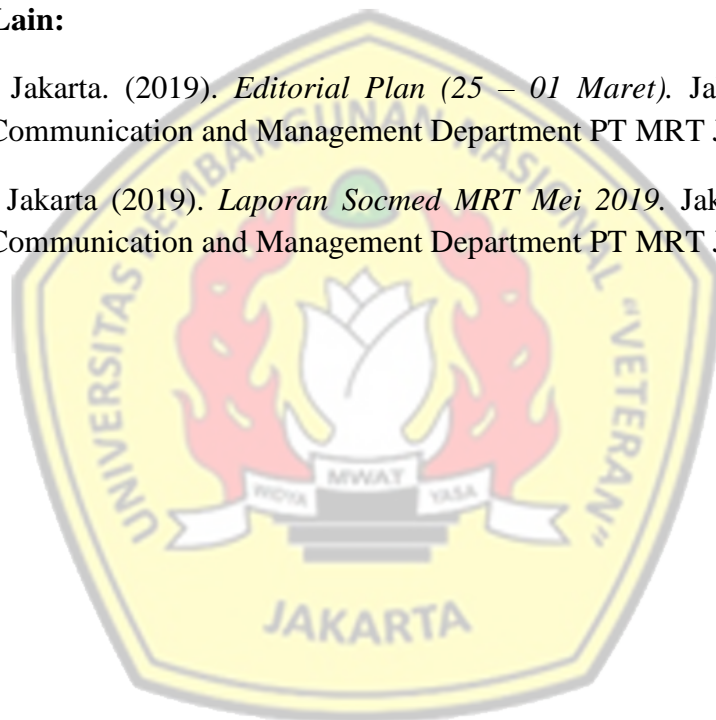 Lain:
Jakarta. (2019). Editorial Plan (25 – 01 Maret). Ja
Communication and Management Department PT MRT J
Jakarta (2019). Laporan Socmed MRT Mei 2019. Jak
Communication and Management Department PT MRT J
UNIVERSITAS PEMBANGUNAN NASIONAL "VETERAN"
WIDYA MWAT YASA
JAKARTA